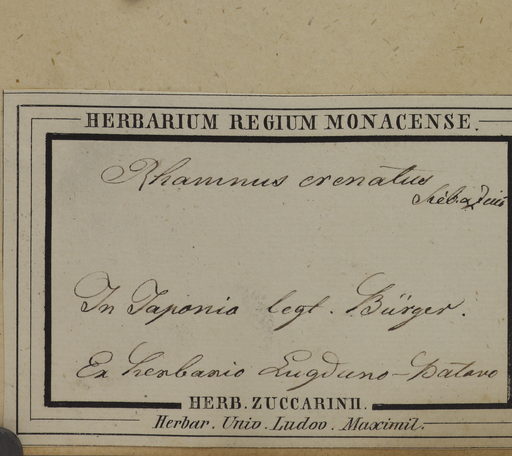 HERBARIUM REGIUM MONACENSE.
Rhamnus crenatus
Sieb. & Zucc.
In Japonia legt. Bürger.
Ex herbario Lugduno-Batavo
HERB. ZUCCARINII.
Herbar. Univ. Ludov. Maximil.